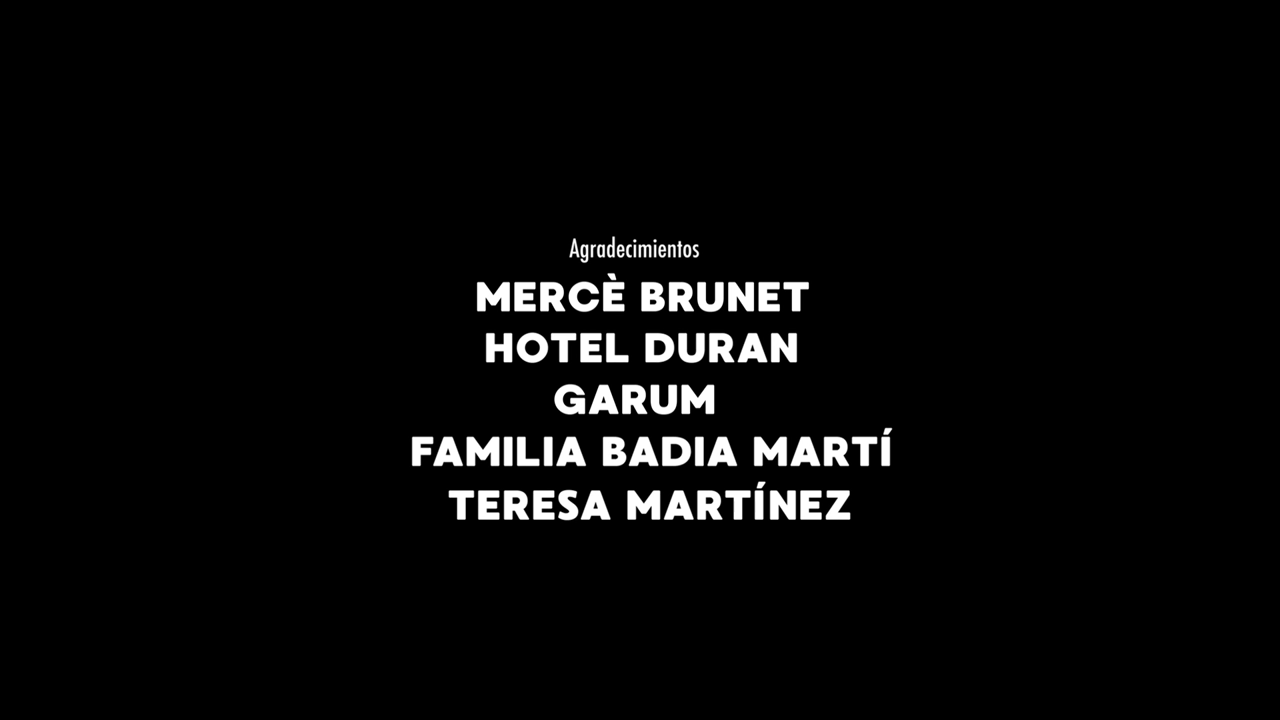 Agradecimientos
MERCÈ BRUNET
HOTEL DURAN
GARUM
FAMILIA BADIA MARTÍ
TERESA MARTÍNEZ